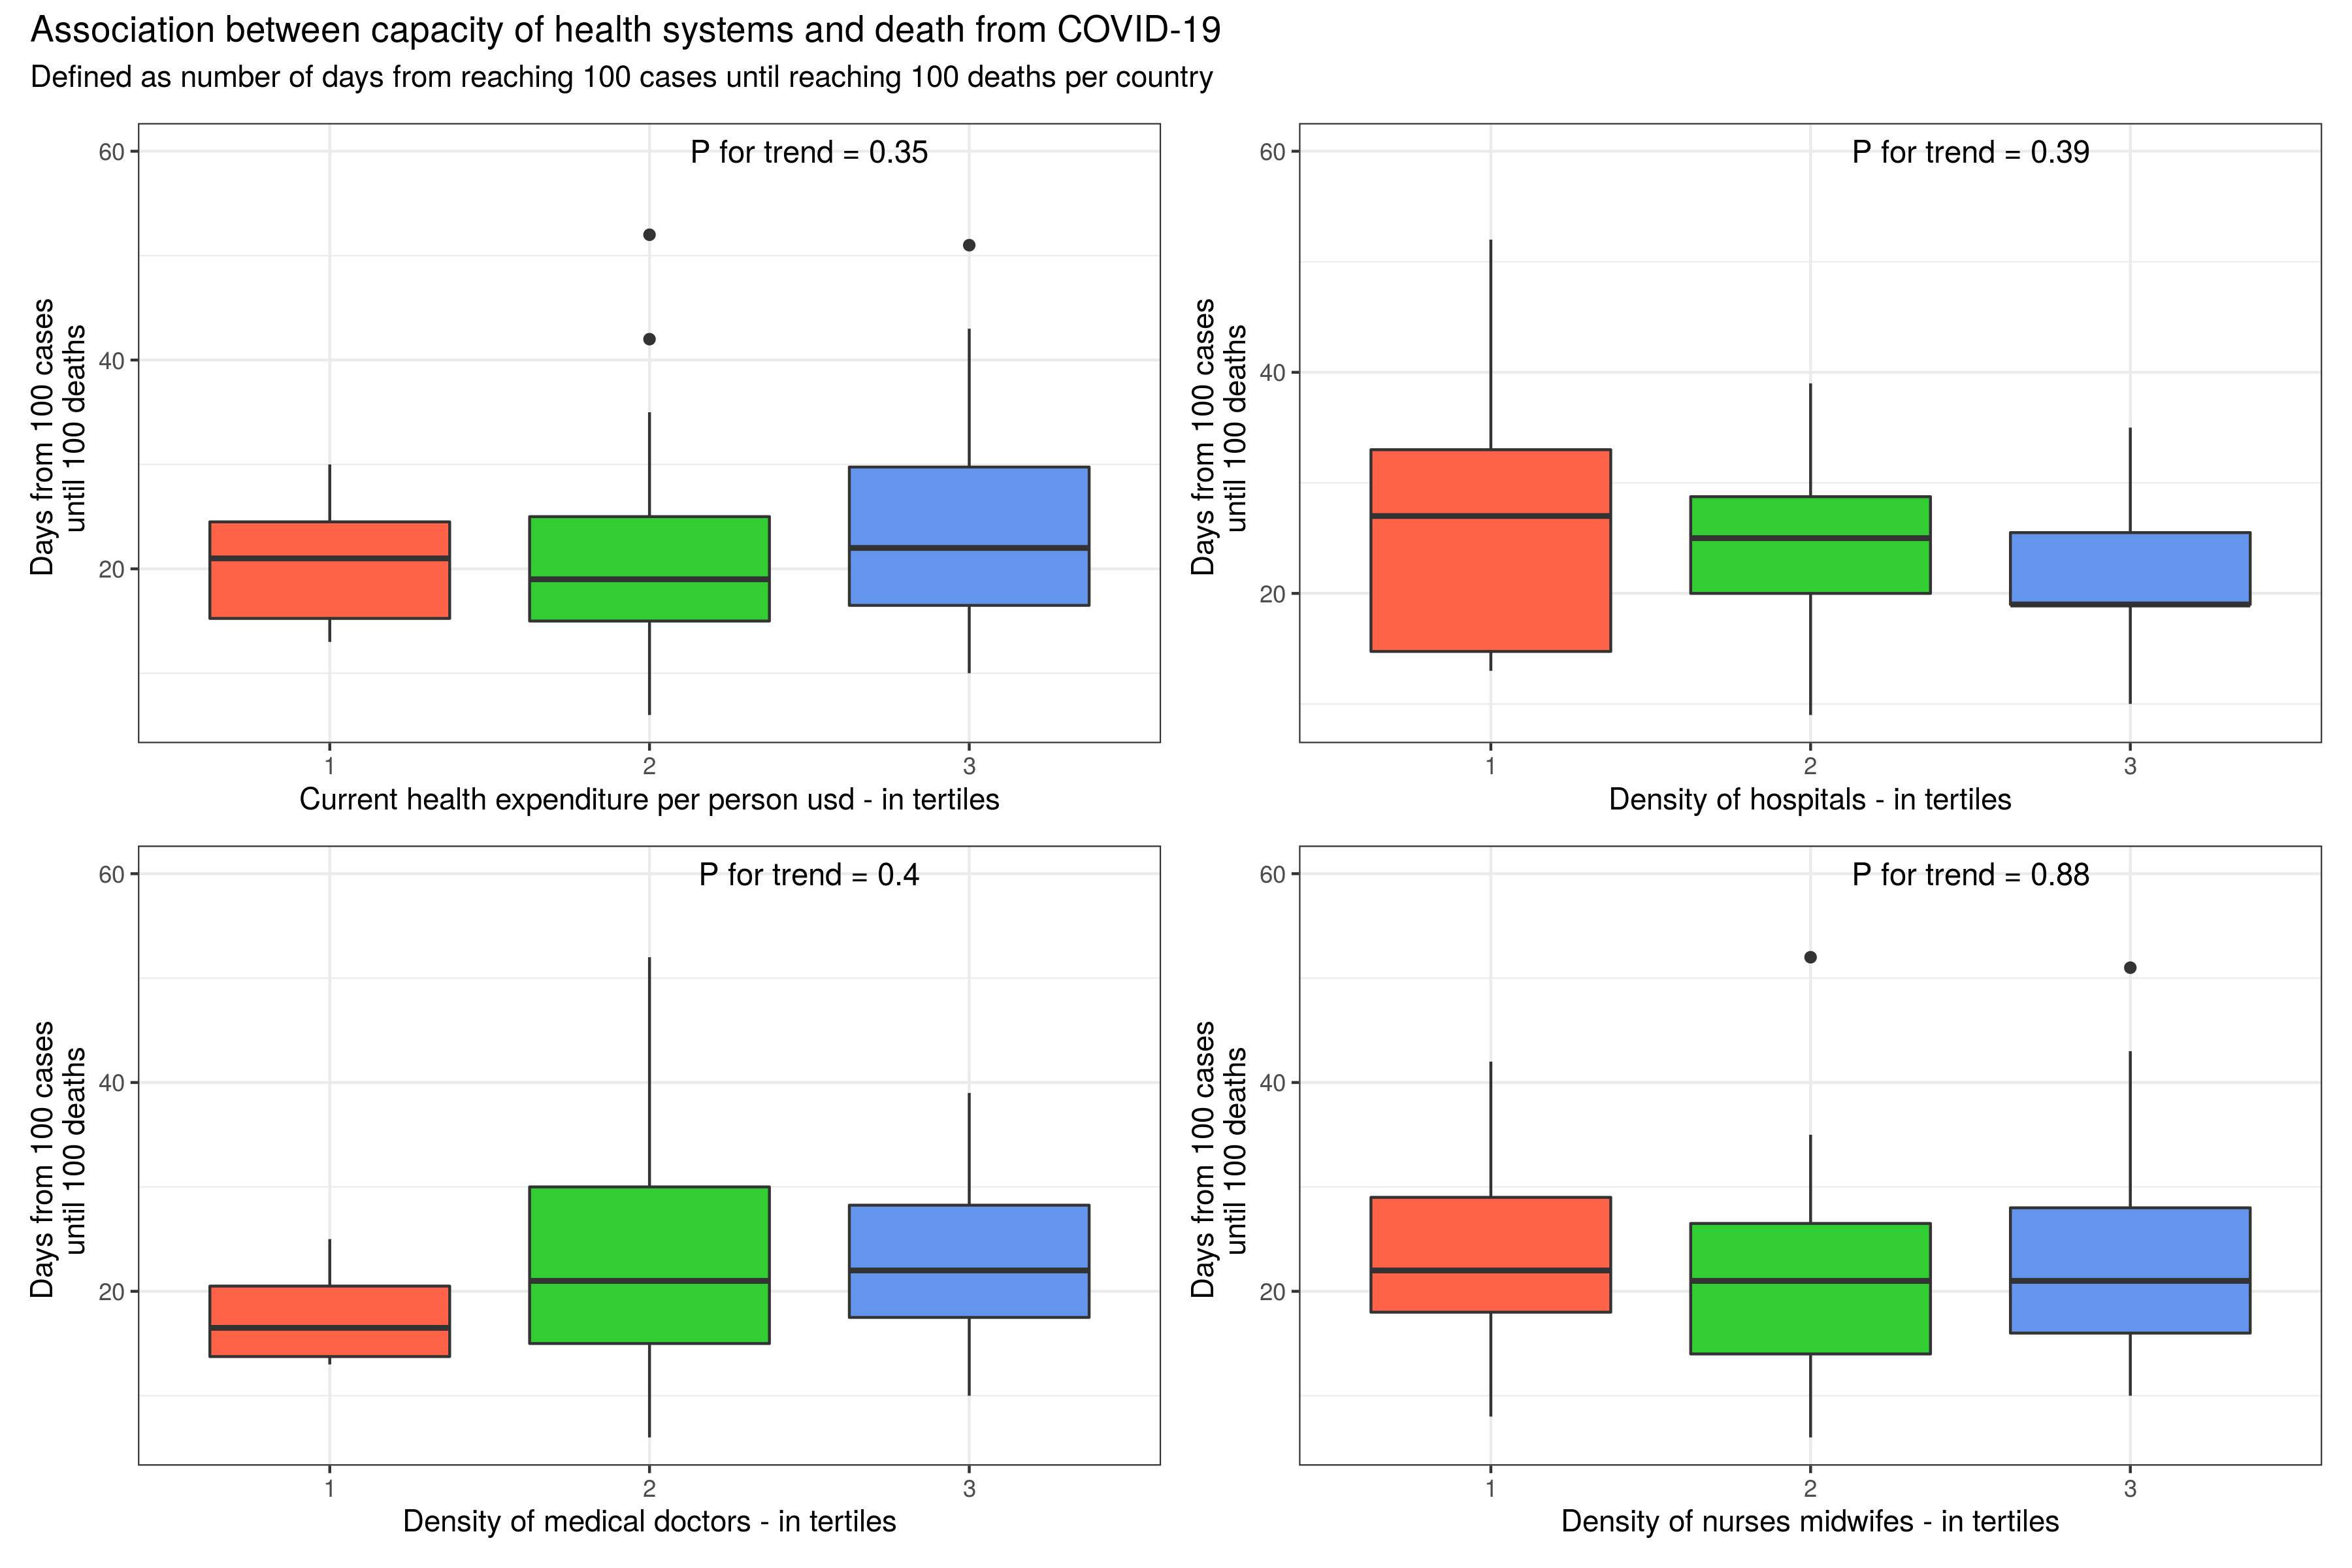 Association between capacity of health systems and death from COVID-19
Defined as number of days from reaching 100 cases until reaching 100 deaths per country
P for trend = 0.35
60
40
20
Days from 100 cases
until 100 deaths
1
2
3
Current health expenditure per person usd - in tertiles
P for trend = 0.39
60
40
20
Days from 100 cases
until 100 deaths
1
2
3
Density of hospitals - in tertiles
P for trend = 0.4
60
40
20
Days from 100 cases
until 100 deaths
1
2
3
Density of medical doctors - in tertiles
P for trend = 0.88
60
40
20
Days from 100 cases
until 100 deaths
1
2
3
Density of nurses midwifes - in tertiles